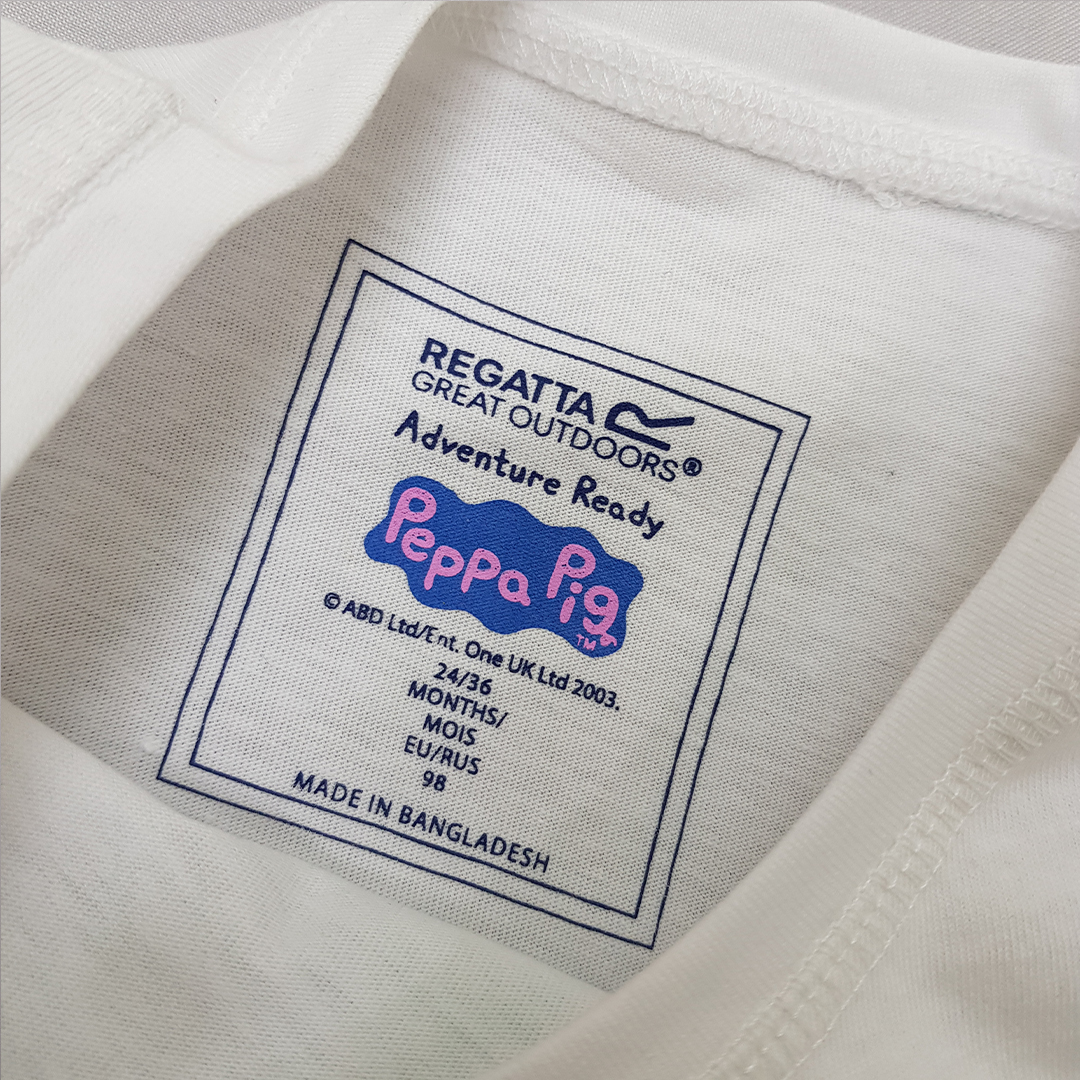 REGATTA
GREAT OUTDOORS®
Adventure Ready
Peppa Pig
TM
© ABD Ltd/Ent. One UK Ltd 2003.
24/36
MONTHS/
MOIS
EU/RUS
98
MADE IN BANGLADESH